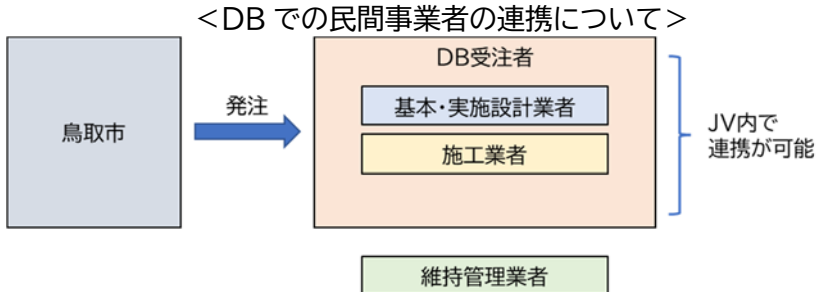 ＜DB での民間事業者の連携について＞
DB受注者
鳥取市
発注
基本・実施設計業者
施工業者
JV内で
連携が可能
維持管理業者